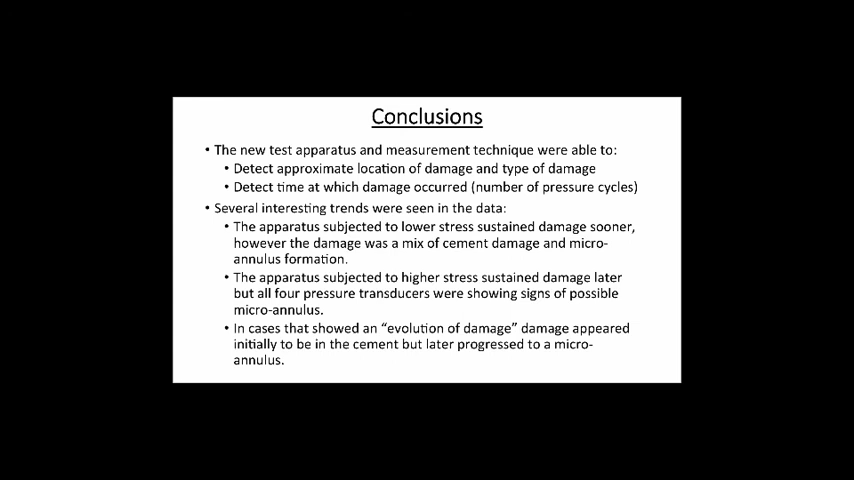 Conclusions
• The new test apparatus and measurement technique were able to:
• Detect approximate location of damage and type of damage
• Detect time at which damage occurred (number of pressure cycles)
• Several interesting trends were seen in the data:
• The apparatus subjected to lower stress sustained damage sooner,
however the damage was a mix of cement damage and micro-
annulus formation.
• The apparatus subjected to higher stress sustained damage later
but all four pressure transducers were showing signs of possible
micro-annulus.
• In cases that showed an “evolution of damage” damage appeared
initially to be in the cement but later progressed to a micro-
annulus.